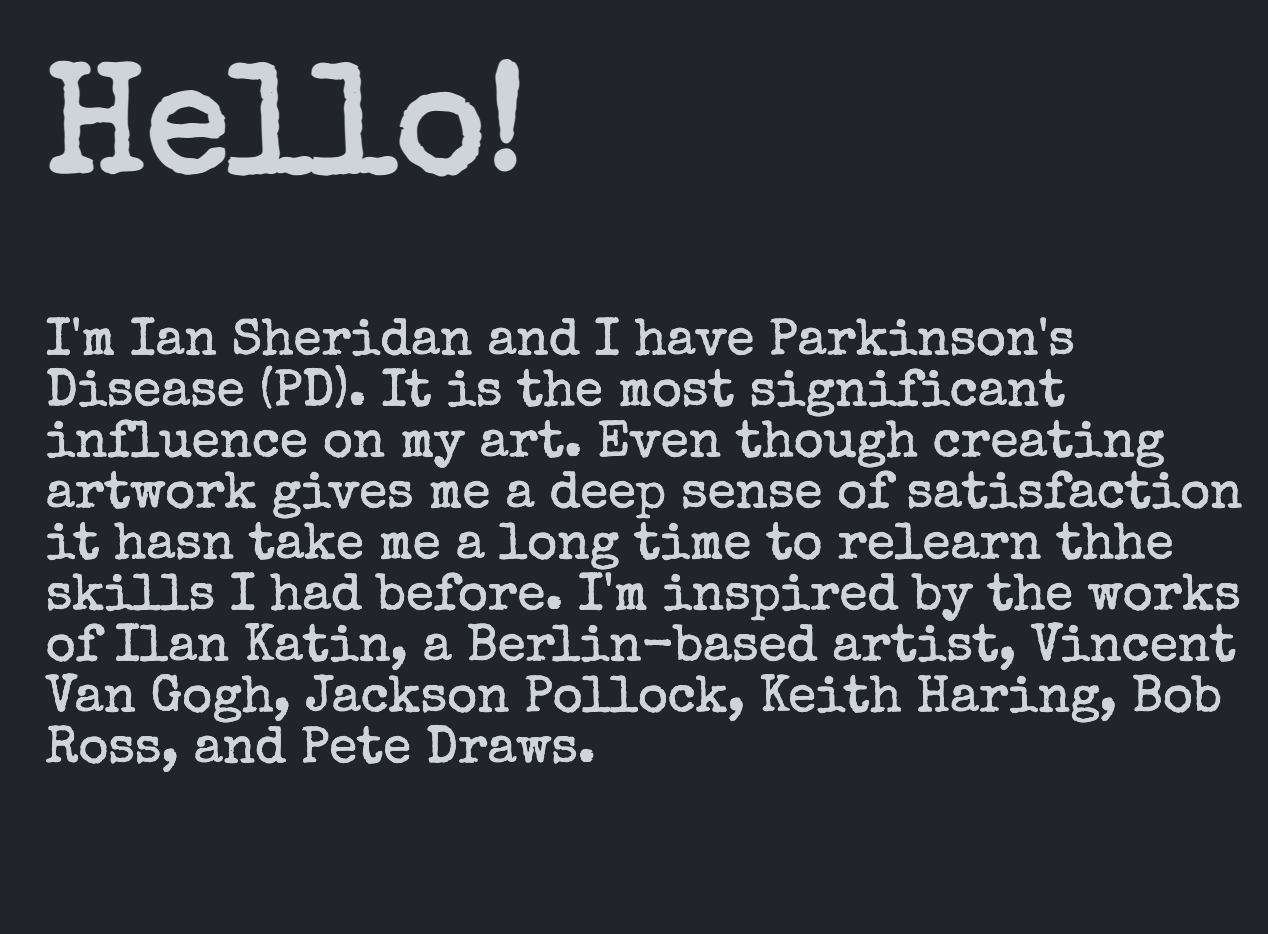 Hello!
I'm Ian Sheridan and I have Parkinson's
Disease (PD). It is the most significant
influence on my art. Even though creating
artwork gives me a deep sense of satisfaction
it hasn take me a long time to relearn thhe
skills I had before. I'm inspired by the works
of Ilan Katin, a Berlin-based artist, Vincent
Van Gogh, Jackson Pollock, Keith Haring, Bob
Ross, and Pete Draws.